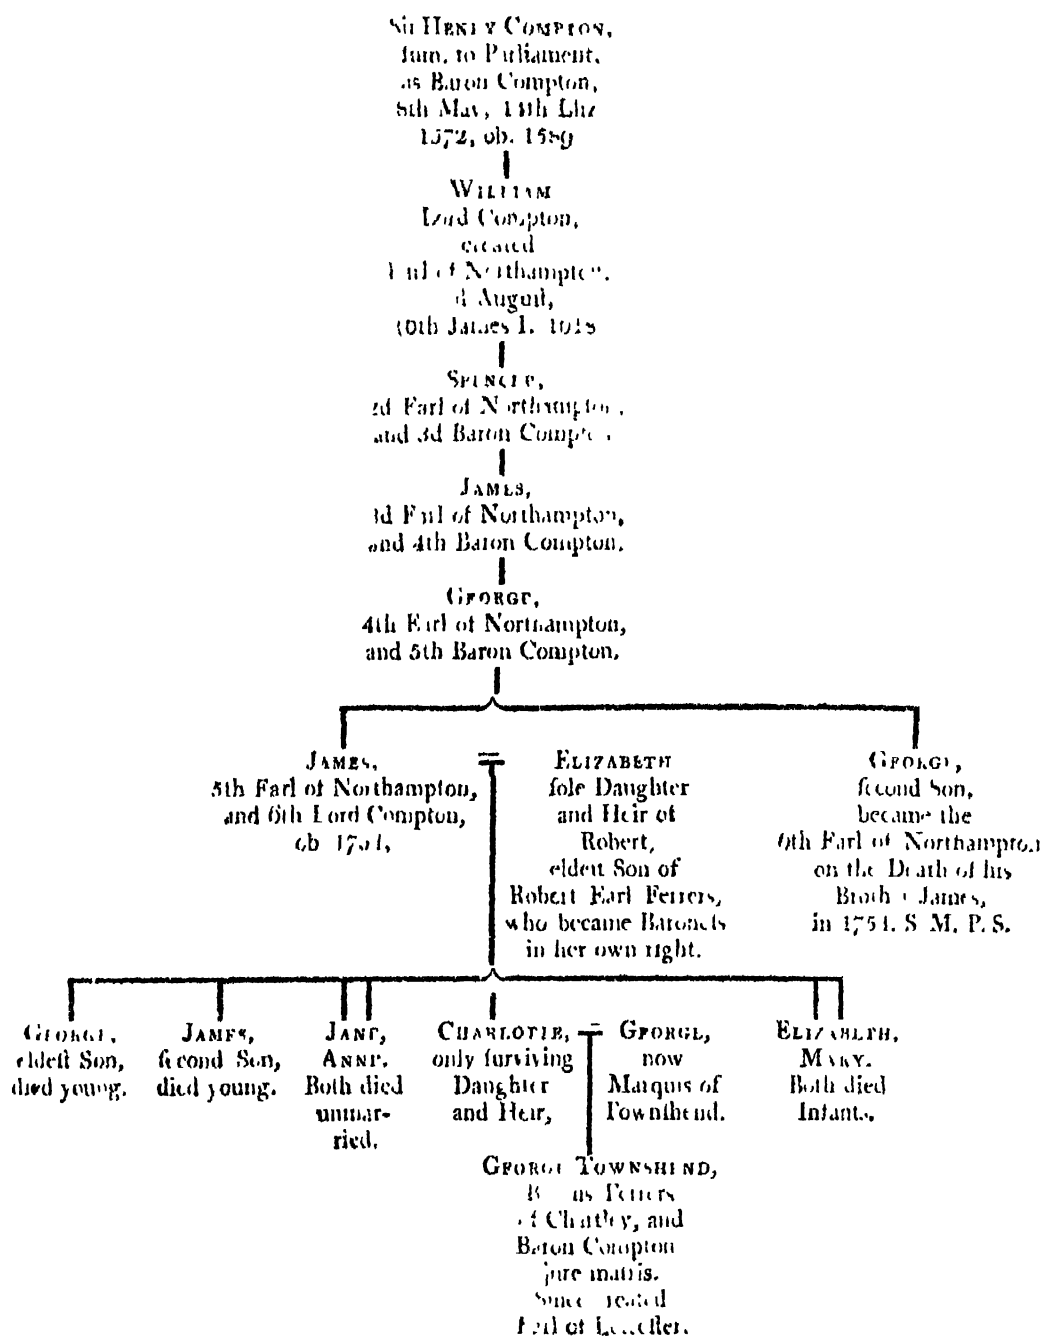 Sir HENRY COMPTON,
sum. to Parliament,
as Baron Compton,
8th May, 14th Eliz
1572, ob. 1589
WILLIAM
Lord Compton,
created
Earl of Northampton,
August,
James I. 1618
SPENCER,
2d Earl of Northampton,
and 3d Baron Compton.
JAMES,
3d Earl of Northampton,
and 4th Baron Compton.
GEORGE,
4th Earl of Northampton,
and 5th Baron Compton.
JAMES,
5th Earl of Northampton,
and 6th Lord Compton,
ob 1754.
ELIZABETH
sole Daughter
and Heir of
Robert,
eldest Son of
Robert Earl Ferrers,
who became Baroness
in her own right.
GEORGE,
second Son,
became the
6th Earl of Northampton
on the Death of his
Brother James,
in 1754. S. M. P. S.
GEORGE,
eldest Son,
died young.
JAMES,
second Son,
died young.
JANE,
ANNE.
Both died
unmar-
ried.
CHARLOTTE,
only surviving
Daughter
and Heir,
GEORGE,
now
Marquis of
Townshend.
ELIZABETH,
MARY.
Both died
Infants.
GEORGE TOWNSHEND,
Ferrers
of Chartley, and
Baron Compton
jure matris.
Since created
Earl of Leicester.